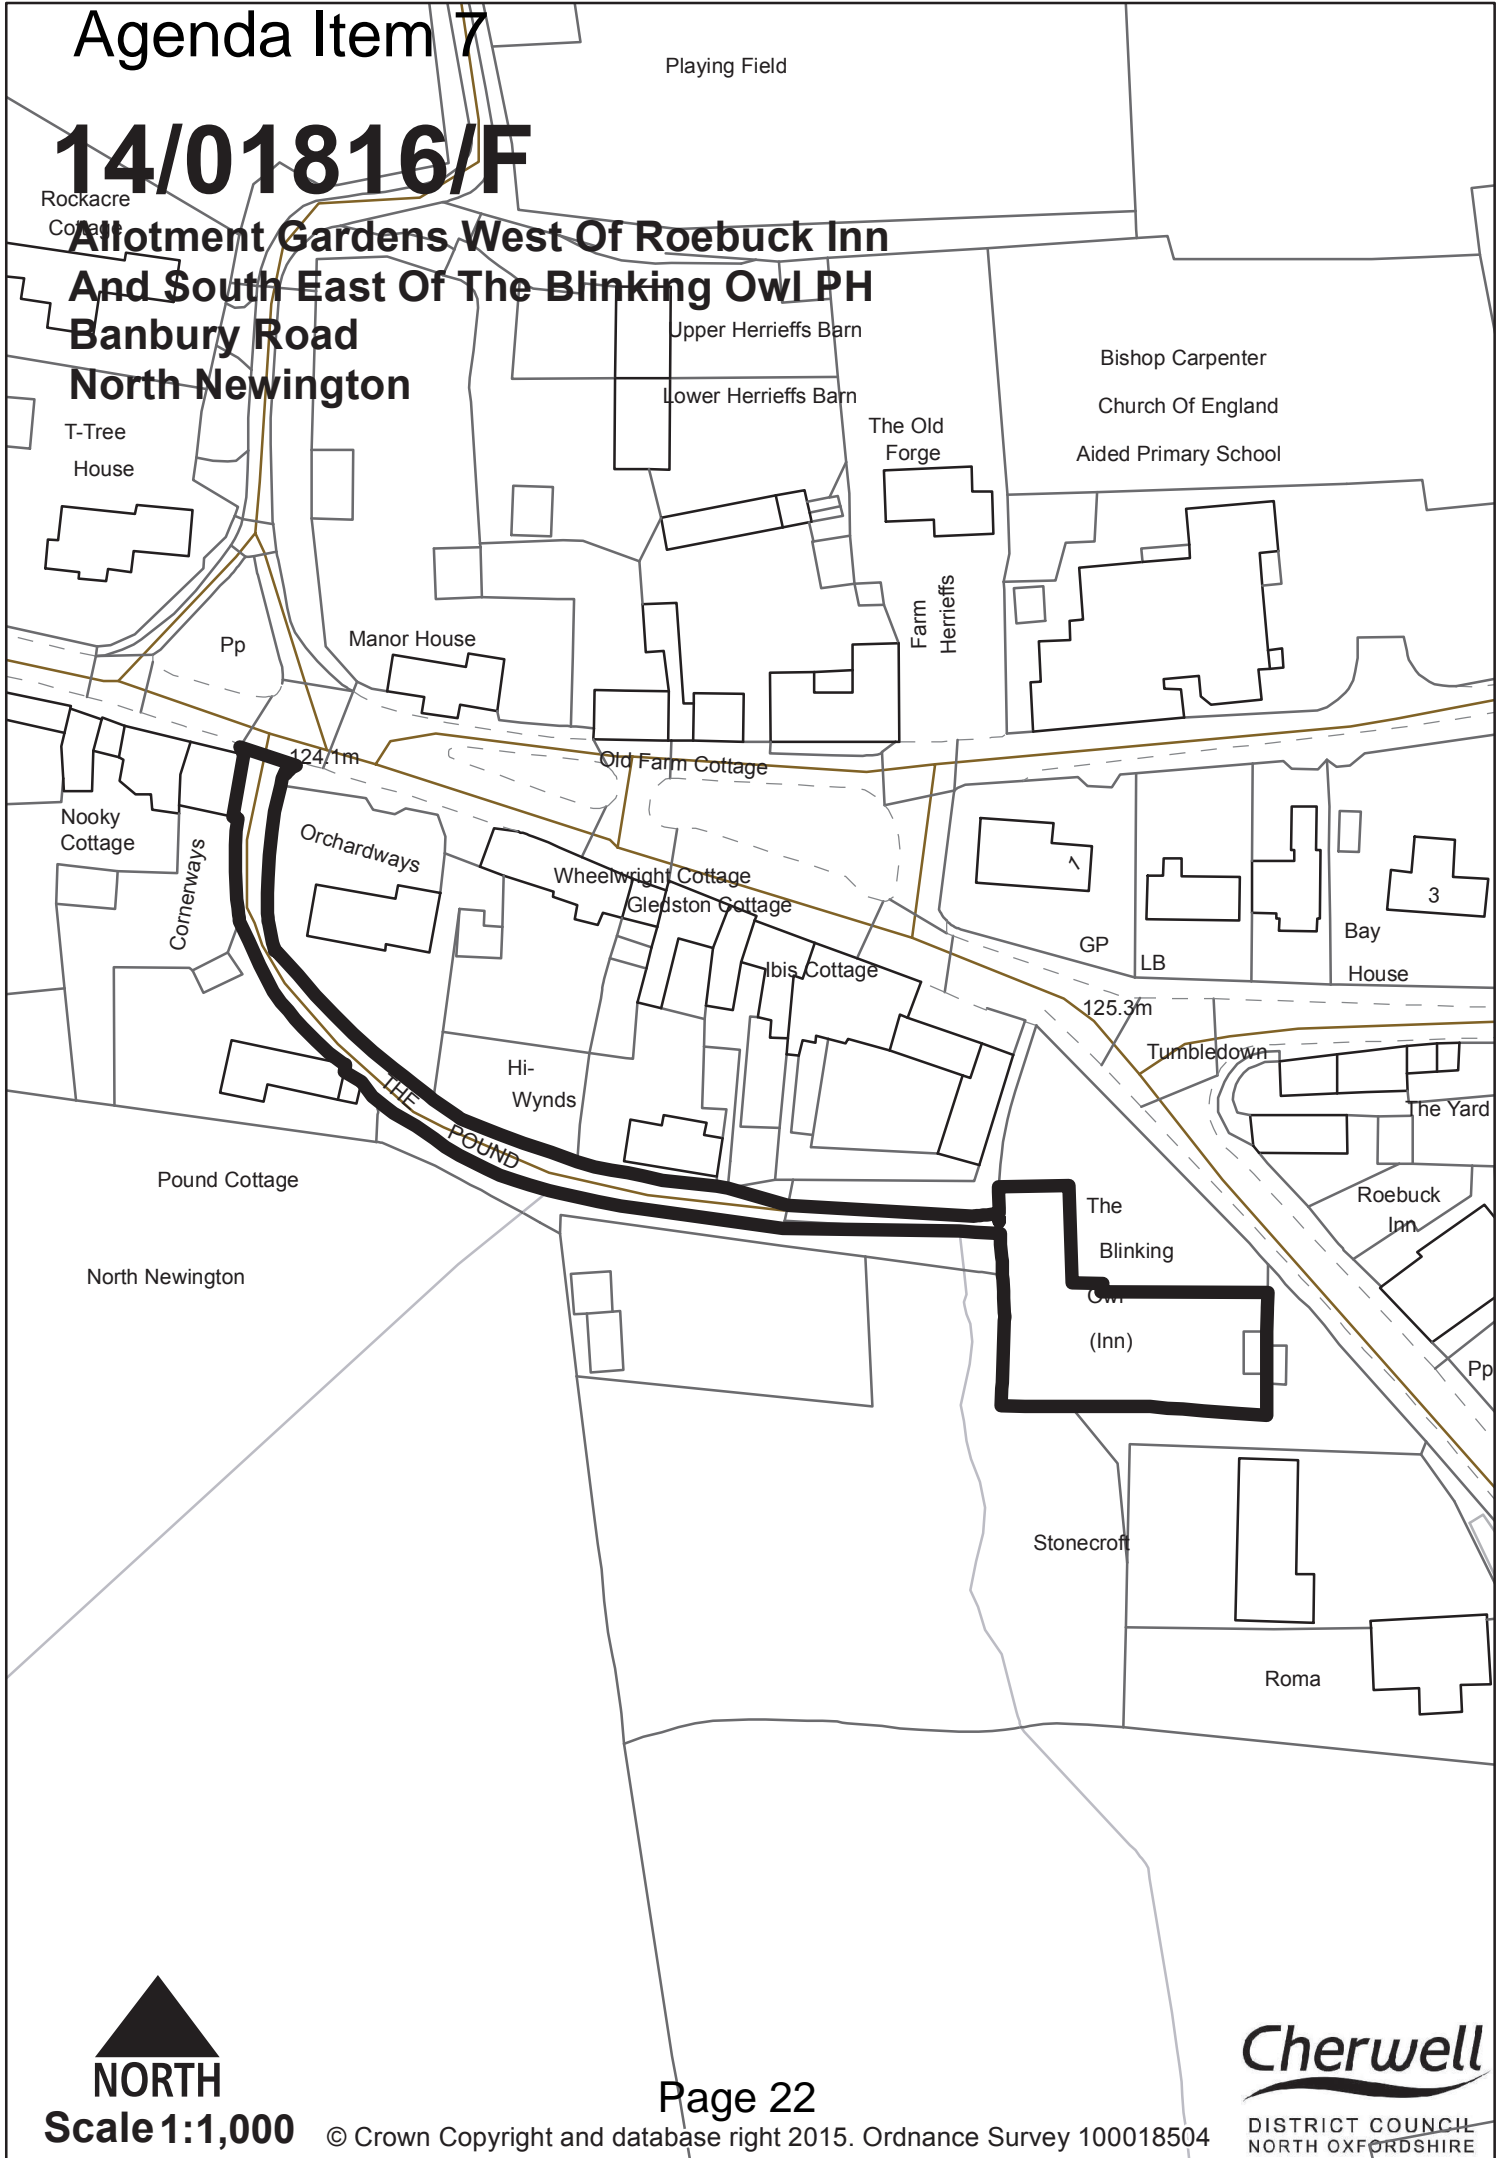 Agenda Item 7
Playing Field
14/01816/F
Rockacre
Cottage
Allotment Gardens West Of Roebuck Inn
And South East Of The Blinking Owl PH
Banbury Road
North Newington
Upper Herrieffs Barn
Lower Herrieffs Barn
Bishop Carpenter
Church Of England
Aided Primary School
The Old
Forge
T-Tree
House
Farm
Herrieffs
Pp
Manor House
124.1m
Old Farm Cottage
Nooky
Cottage
Cornerways
Orchardways
Wheelwright Cottage
Gledston Cottage
Ibis Cottage
1
3
GP
LB
Bay
House
125.3m
Tumbledown
The Yard
Hi-
Wynds
THE
POUND
Pound Cottage
Roebuck
Inn
The
Blinking
Owl
(Inn)
North Newington
Pp
Stonecroft
Roma
NORTH
Scale 1:1,000
Page 22
© Crown Copyright and database right 2015. Ordnance Survey 100018504
Cherwell
DISTRICT COUNCIL
NORTH OXFORDSHIRE